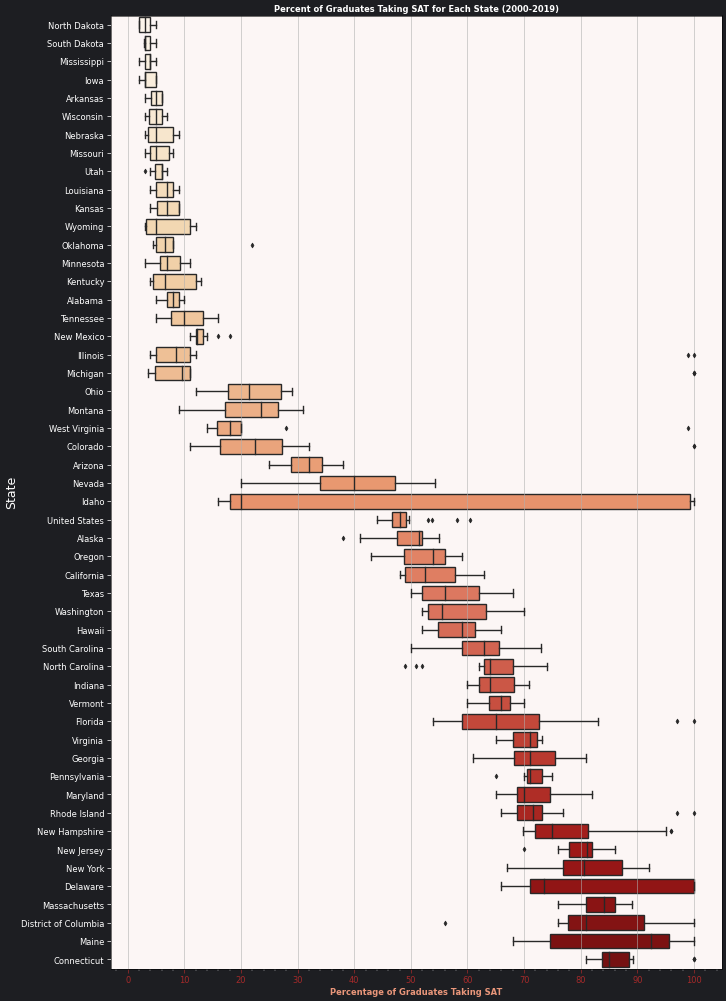 Percent of Graduates Taking SAT for Each State (2000-2019)
North Dakota
South Dakota
Mississippi
Iowa
Arkansas
Wisconsin
Nebraska
Missouri
Utah
Louisiana
Kansas
Wyoming
Oklahoma
Minnesota
Kentucky
Alabama
Tennessee
New Mexico
Illinois
Michigan
Ohio
Montana
West Virginia
Colorado
Arizona
Nevada
Idaho
United States
Alaska
Oregon
California
Texas
Washington
Hawaii
South Carolina
North Carolina
Indiana
Vermont
Florida
Virginia
Georgia
Pennsylvania
Maryland
Rhode Island
New Hampshire
New Jersey
New York
Delaware
Massachusetts
District of Columbia
Maine
Connecticut
State
0 10 20 30 40 50 60 70 80 90 100
Percentage of Graduates Taking SAT